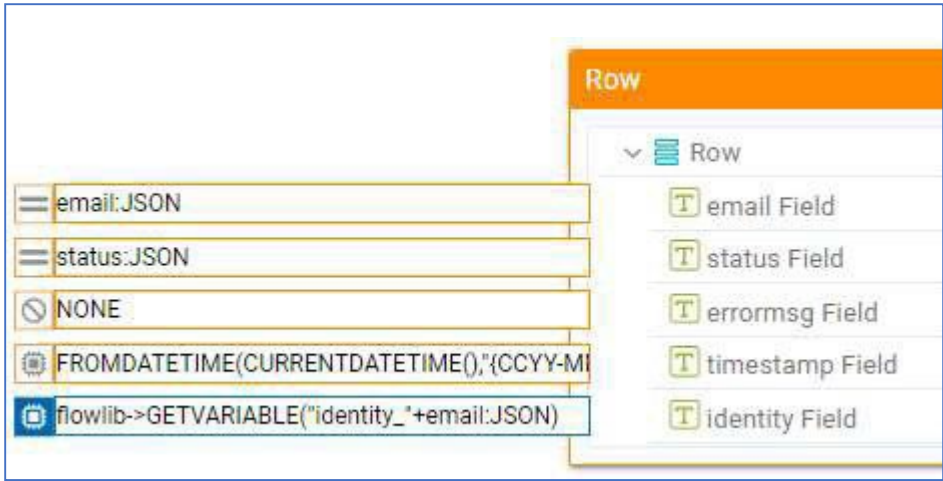 Row
Row
email:JSON
email Field
status:JSON
status Field
NONE
errormsg Field
FROMDATETIME(CURRENTDATETIME(),"{CCYY-MI
timestamp Field
flowlib->GETVARIABLE("identity_"+email:JSON)
identity Field